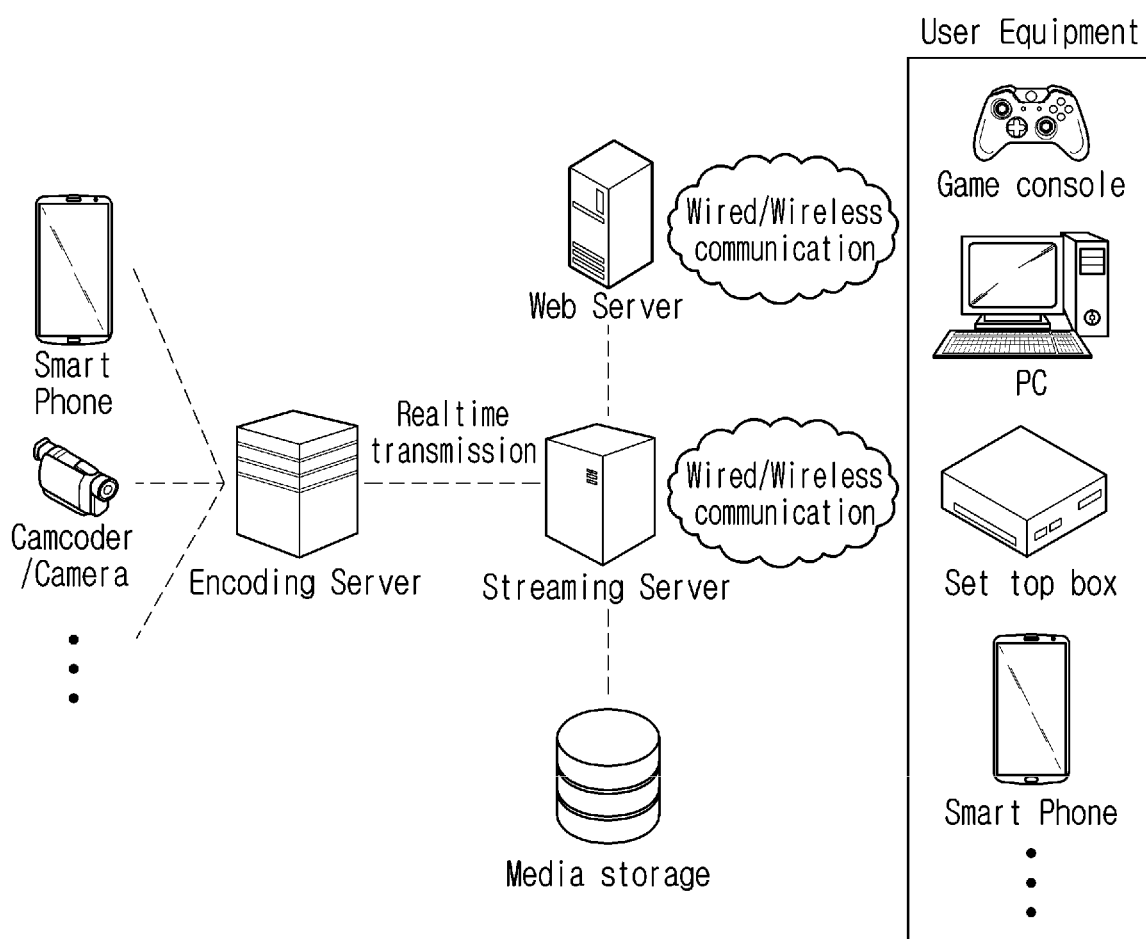 User Equipment
Game console
Wired/Wireless
communication
Web Server
PC
Smart
Phone
Realtime
transmission
Wired/Wireless
communication
Camcoder
/Camera
Encoding Server
Streaming Server
Set top box
Smart Phone
Media storage